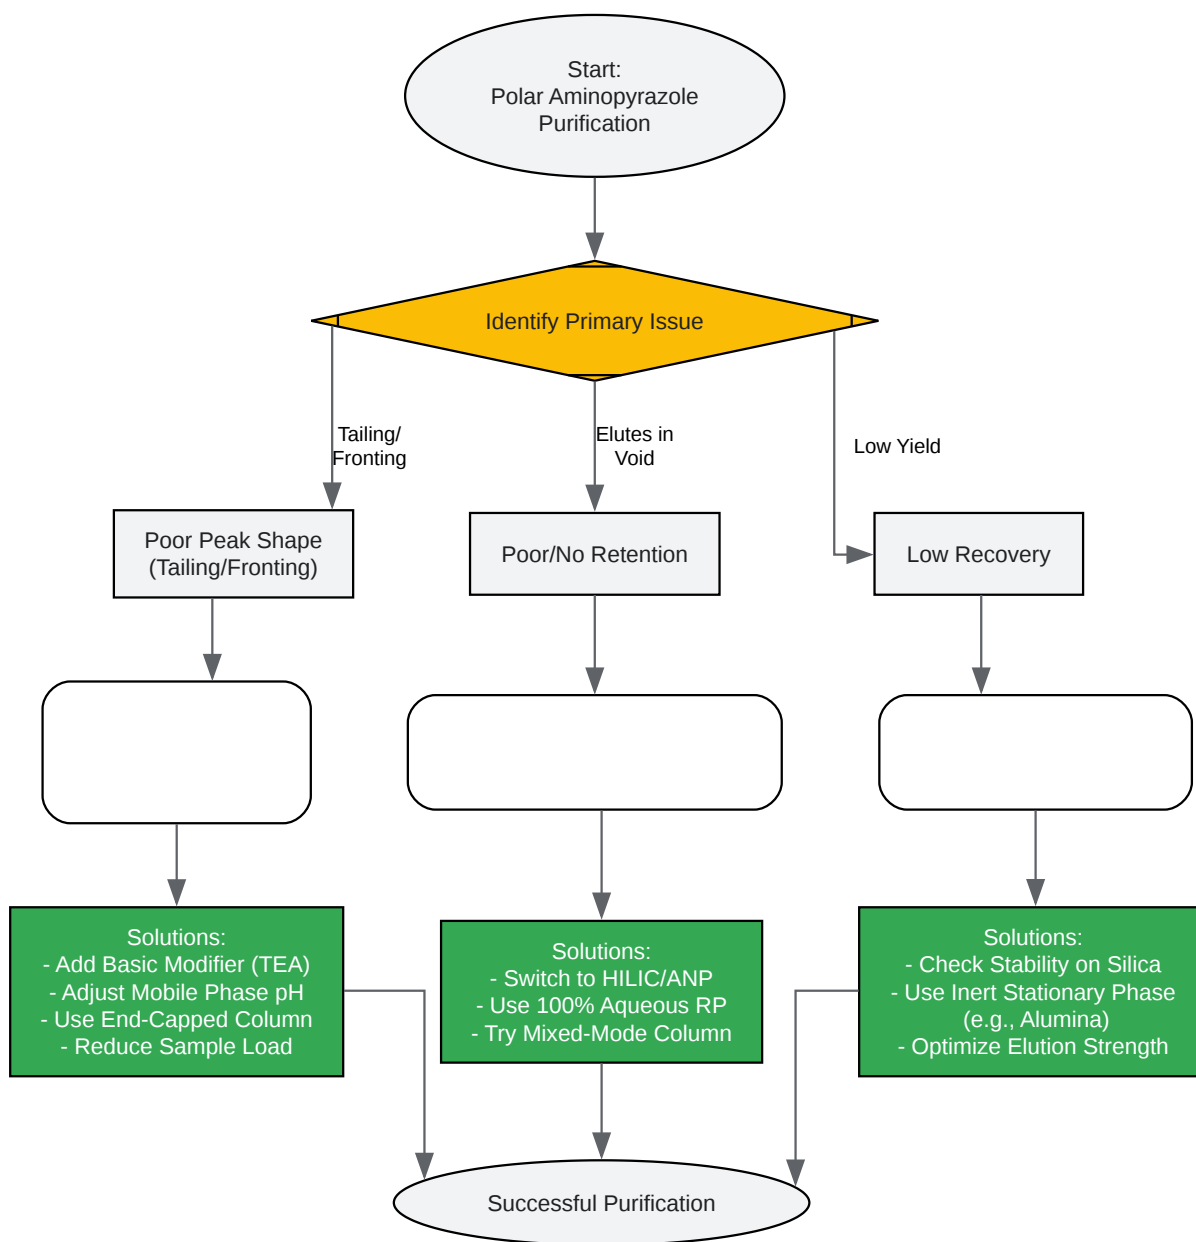 Start:
Polar Aminopyrazole
Purification
Identify Primary Issue
Tailing/
Fronting
Elutes in
Void
Low Yield
Poor Peak Shape
(Tailing/Fronting)
Poor/No Retention
Low Recovery
Solutions:
- Add Basic Modifier (TEA)
- Adjust Mobile Phase pH
- Use End-Capped Column
- Reduce Sample Load
Solutions:
- Switch to HILIC/ANP
- Use 100% Aqueous RP
- Try Mixed-Mode Column
Solutions:
- Check Stability on Silica
- Use Inert Stationary Phase
(e.g., Alumina)
- Optimize Elution Strength
Successful Purification